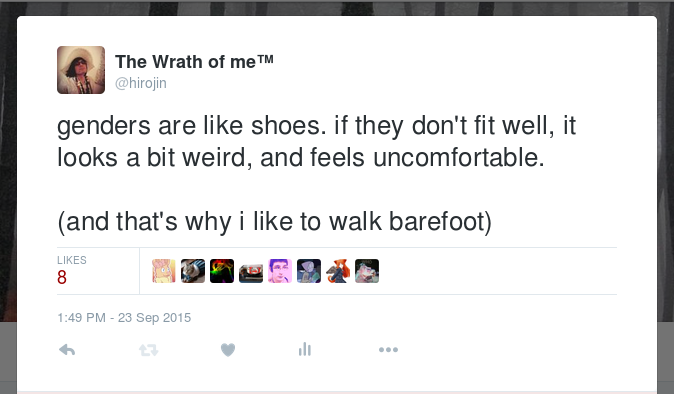 The Wrath of me™
@hirojin
genders are like shoes. if they don't fit well, it
looks a bit weird, and feels uncomfortable.
(and that's why i like to walk barefoot)
LIKES
8
1:49 PM - 23 Sep 2015